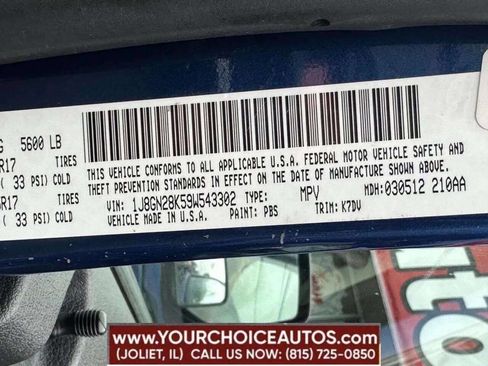 G 5600 LB
R17 TIRES
( 33 PSI) COLD
R17 TIRES
( 33 PSI) COLD
THIS VEHICLE CONFORMS TO ALL APPLICABLE U.S.A. FEDERAL MOTOR VEHICLE SAFETY AND
THEFT PREVENTION STANDARDS IN EFFECT ON THE DATE OF MANUFACTURE SHOWN ABOVE.
VIN: 1J8GN28K59W543302 TYPE: MPV MDH: 030512 210AA
VEHICLE MADE IN U.S.A. PAINT: PBS TRIM: K7DV
WWW.YOURCHOICEAUTOS.COM
(JOLIET, IL) CALL US NOW: (815) 725-0850